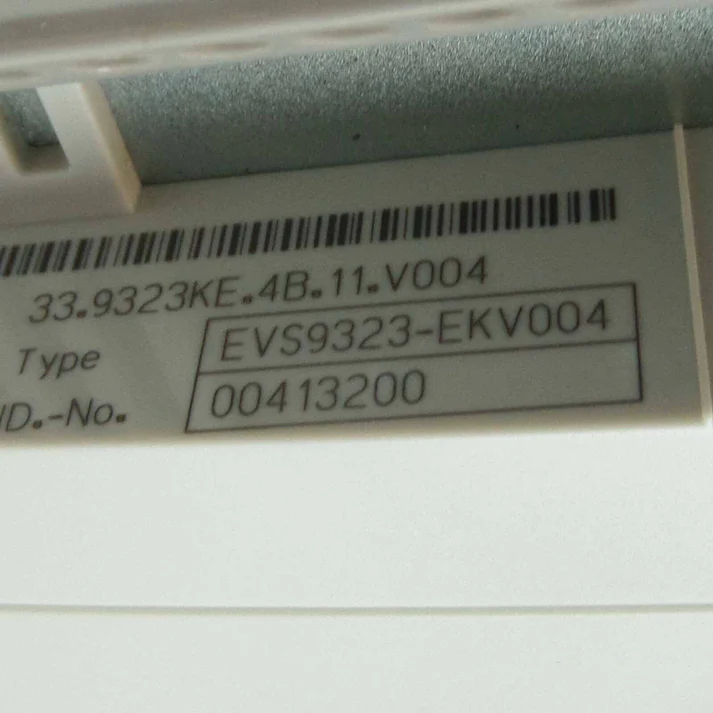 33.9323KE.4B.11.V004
Type EVS9323-EKV004
ID.-No. 00413200